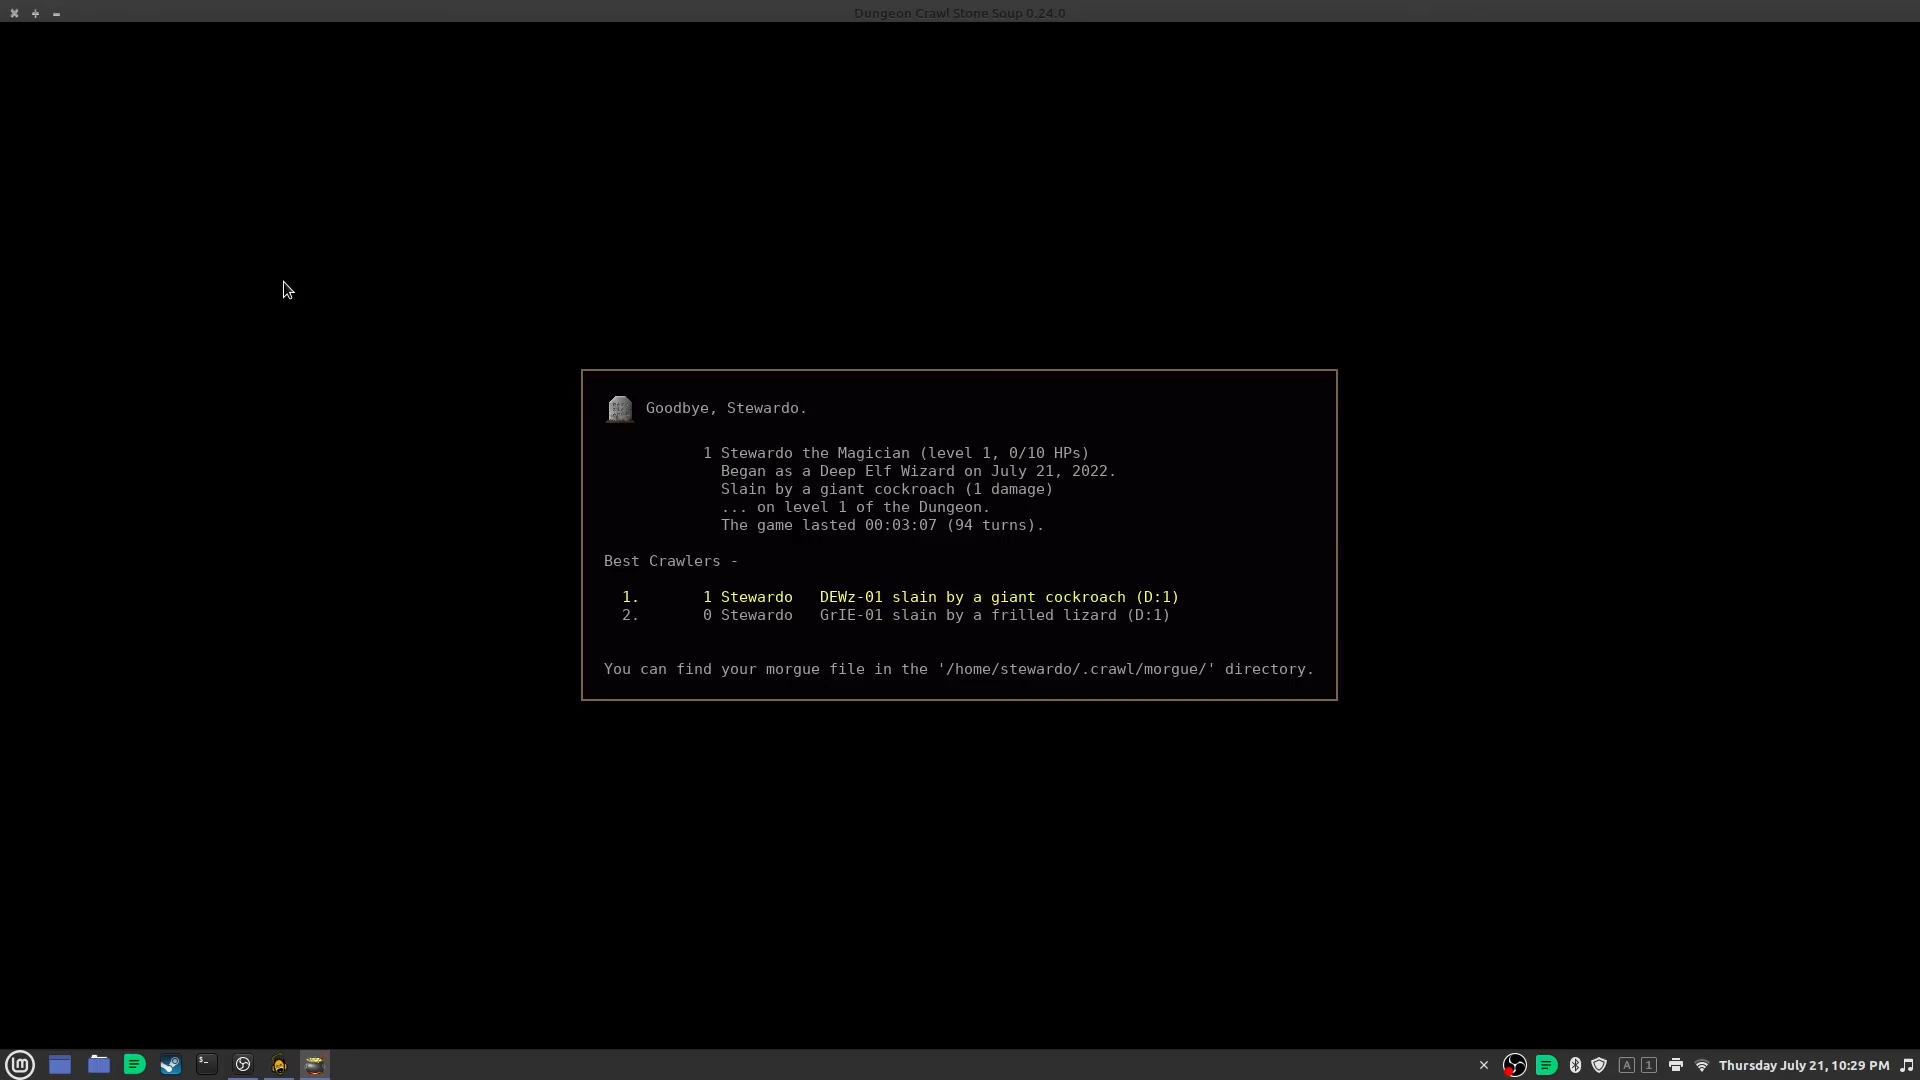 Dungeon Crawl Stone Soup 0.24.0
Goodbye, Stewardo.
1 Stewardo the Magician (level 1, 0/10 HPs)
Began as a Deep Elf Wizard on July 21, 2022.
Slain by a giant cockroach (1 damage)
... on level 1 of the Dungeon.
The game lasted 00:03:07 (94 turns).
Best Crawlers -
1. 1 Stewardo DEWz-01 slain by a giant cockroach (D:1)
2. 0 Stewardo GrIE-01 slain by a frilled lizard (D:1)
You can find your morgue file in the '/home/stewardo/.crawl/morgue/' directory.
A 1 Thursday July 21, 10:29 PM